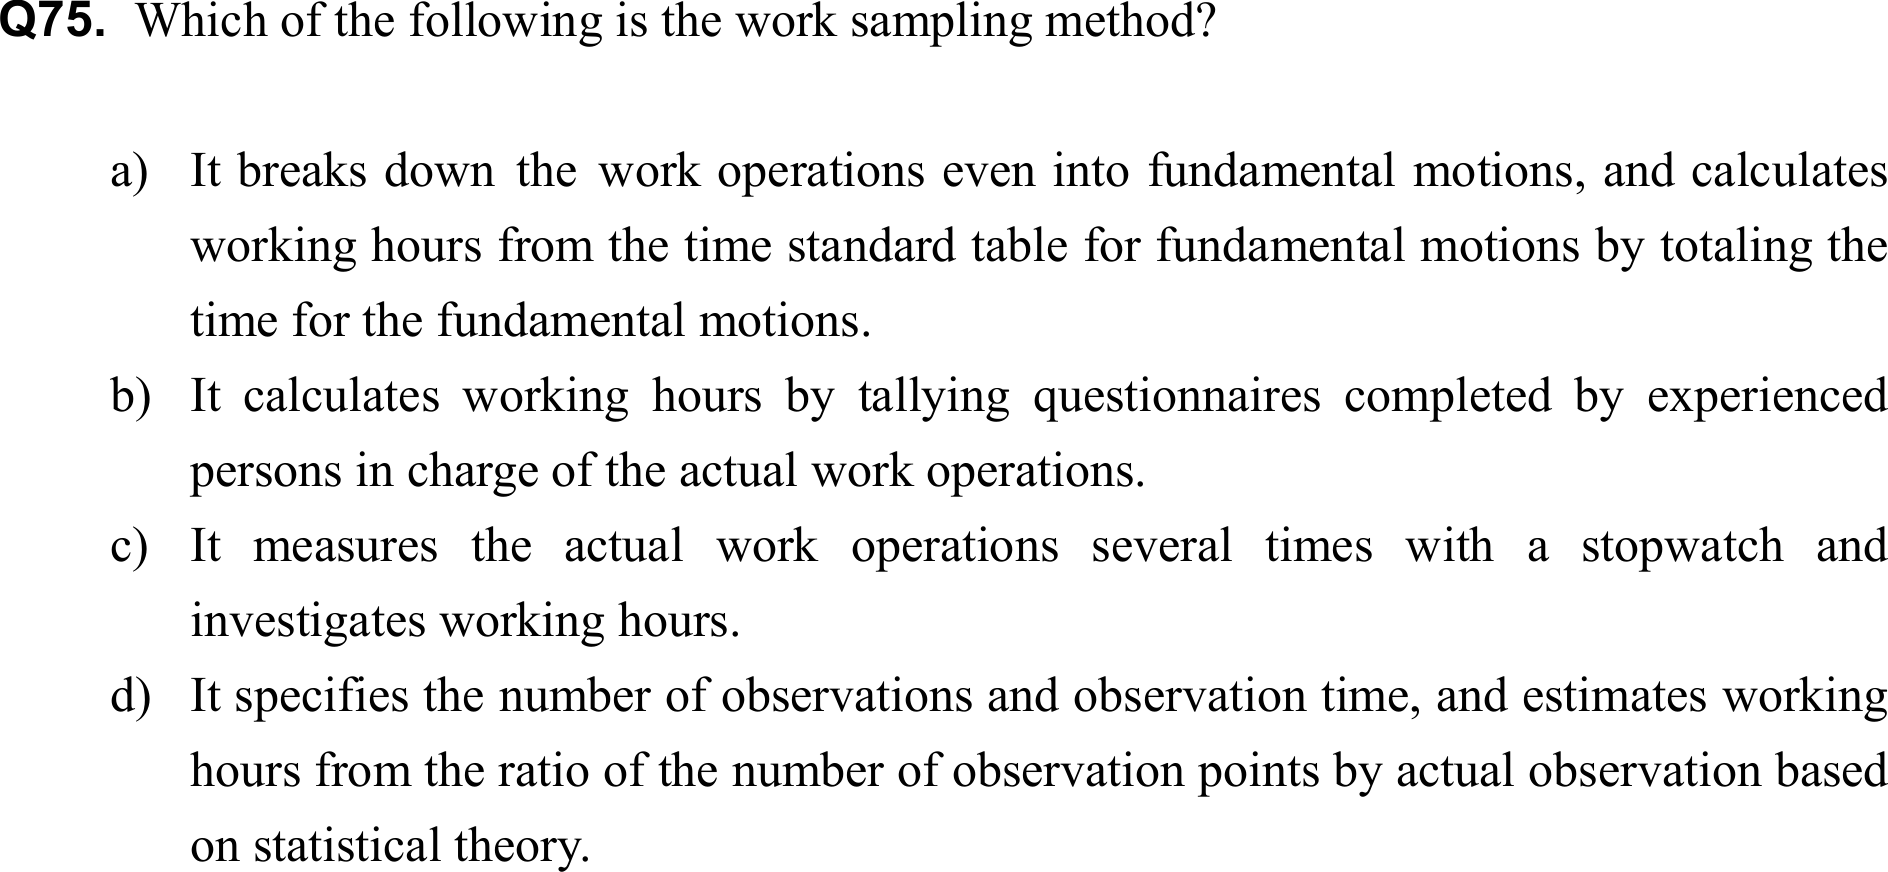 Q75. Which of the following is the work sampling method?
a) It breaks down the work operations even into fundamental motions, and calculates
working hours from the time standard table for fundamental motions by totaling the
time for the fundamental motions.
b) It calculates working hours by tallying questionnaires completed by experienced
persons in charge of the actual work operations.
c) It measures the actual work operations several times with a stopwatch and
investigates working hours.
d) It specifies the number of observations and observation time, and estimates working
hours from the ratio of the number of observation points by actual observation based
on statistical theory.